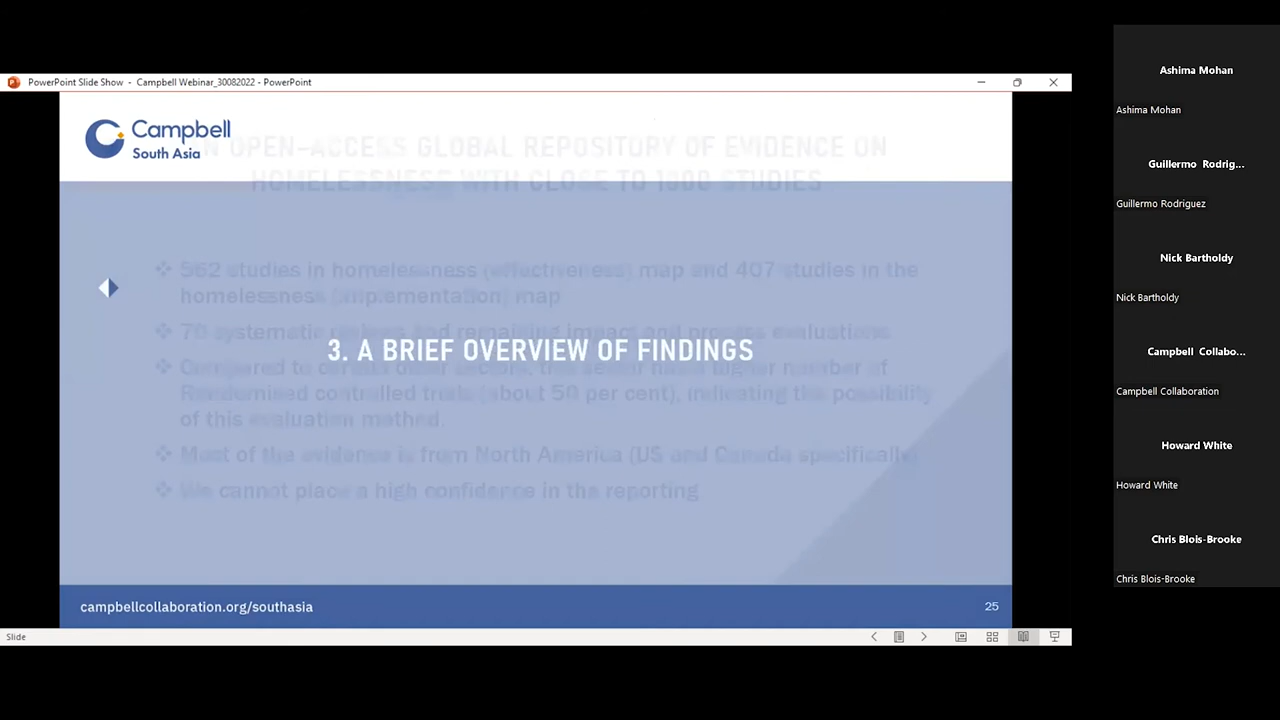 PowerPoint Slide Show - Campbell Webinar_30082022 - PowerPoint
Campbell
South Asia
AN OPEN-ACCESS GLOBAL REPOSITORY OF EVIDENCE ON
HOMELESSNESS WITH CLOSE TO 1000 STUDIES
562 studies in homelessness (effectiveness) map and 407 studies in the
homelessness (implementation) map
70 systematic reviews and remaining impact and process evaluations
3. A BRIEF OVERVIEW OF FINDINGS
Compared to certain other sectors, this sector has a higher number of
Randomised controlled trials (about 50 per cent), indicating the possibility
of this evaluation method.
Most of the evidence is from North America (US and Canada specifically)
We cannot place a high confidence in the reporting
campbellcollaboration.org/southasia
25
Slide
Ashima Mohan
Ashima Mohan
Guillermo Rodrig...
Guillermo Rodriguez
Nick Bartholdy
Nick Bartholdy
Campbell Collabo...
Campbell Collaboration
Howard White
Howard White
Chris Blois-Brooke
Chris Blois-Brooke